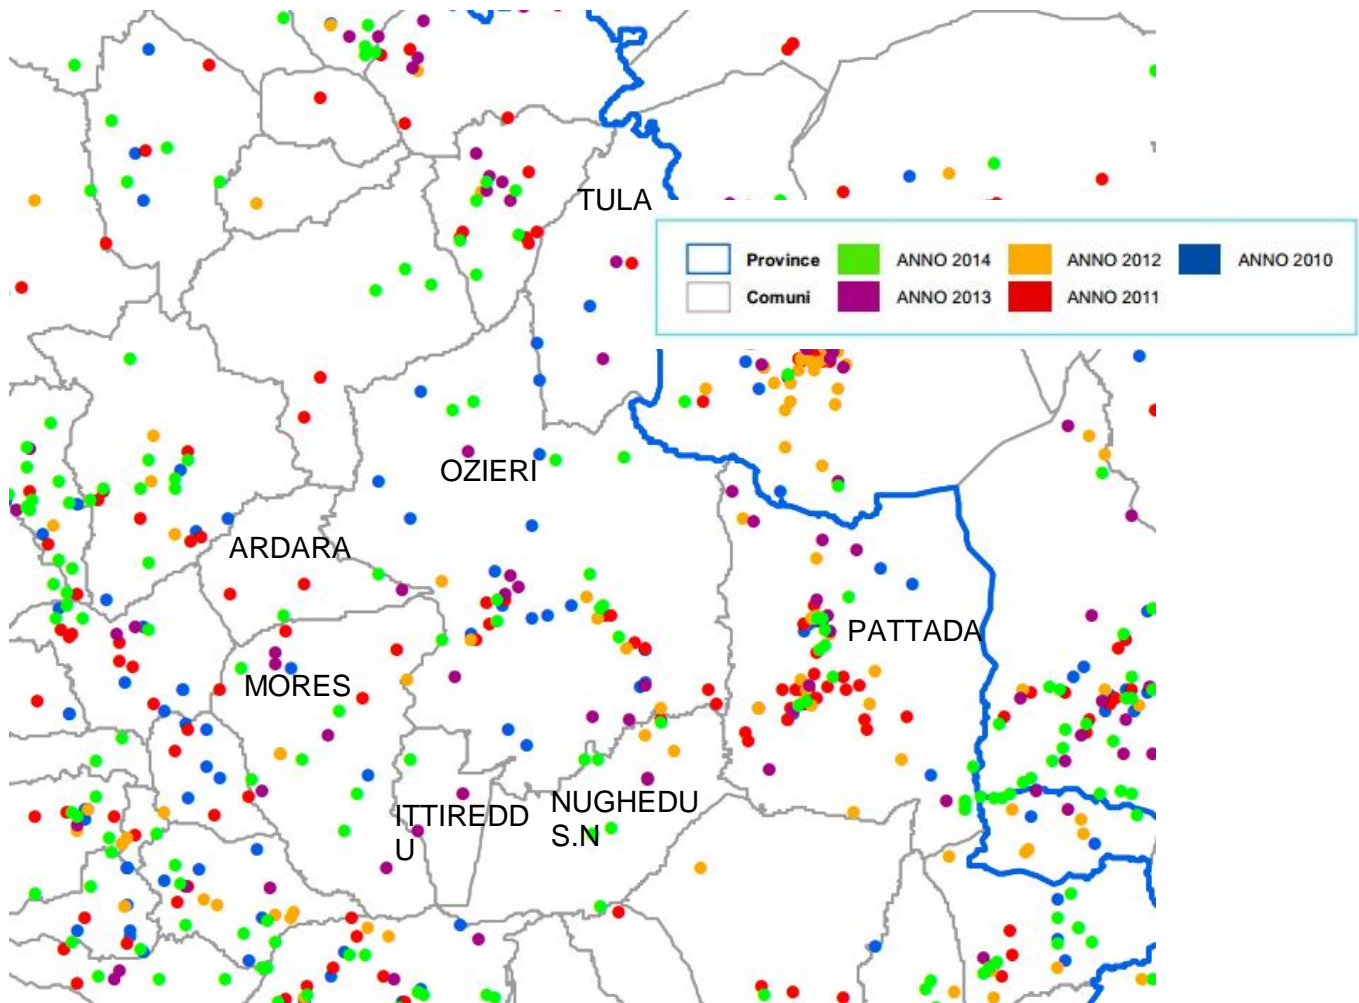 TULA
Province
ANNO 2014
ANNO 2012
ANNO 2010
Comuni
ANNO 2013
ANNO 2011
OZIERI
ARDARA
PATTADA
MORES
ITTIREDD
U
NUGHEDU
S.N